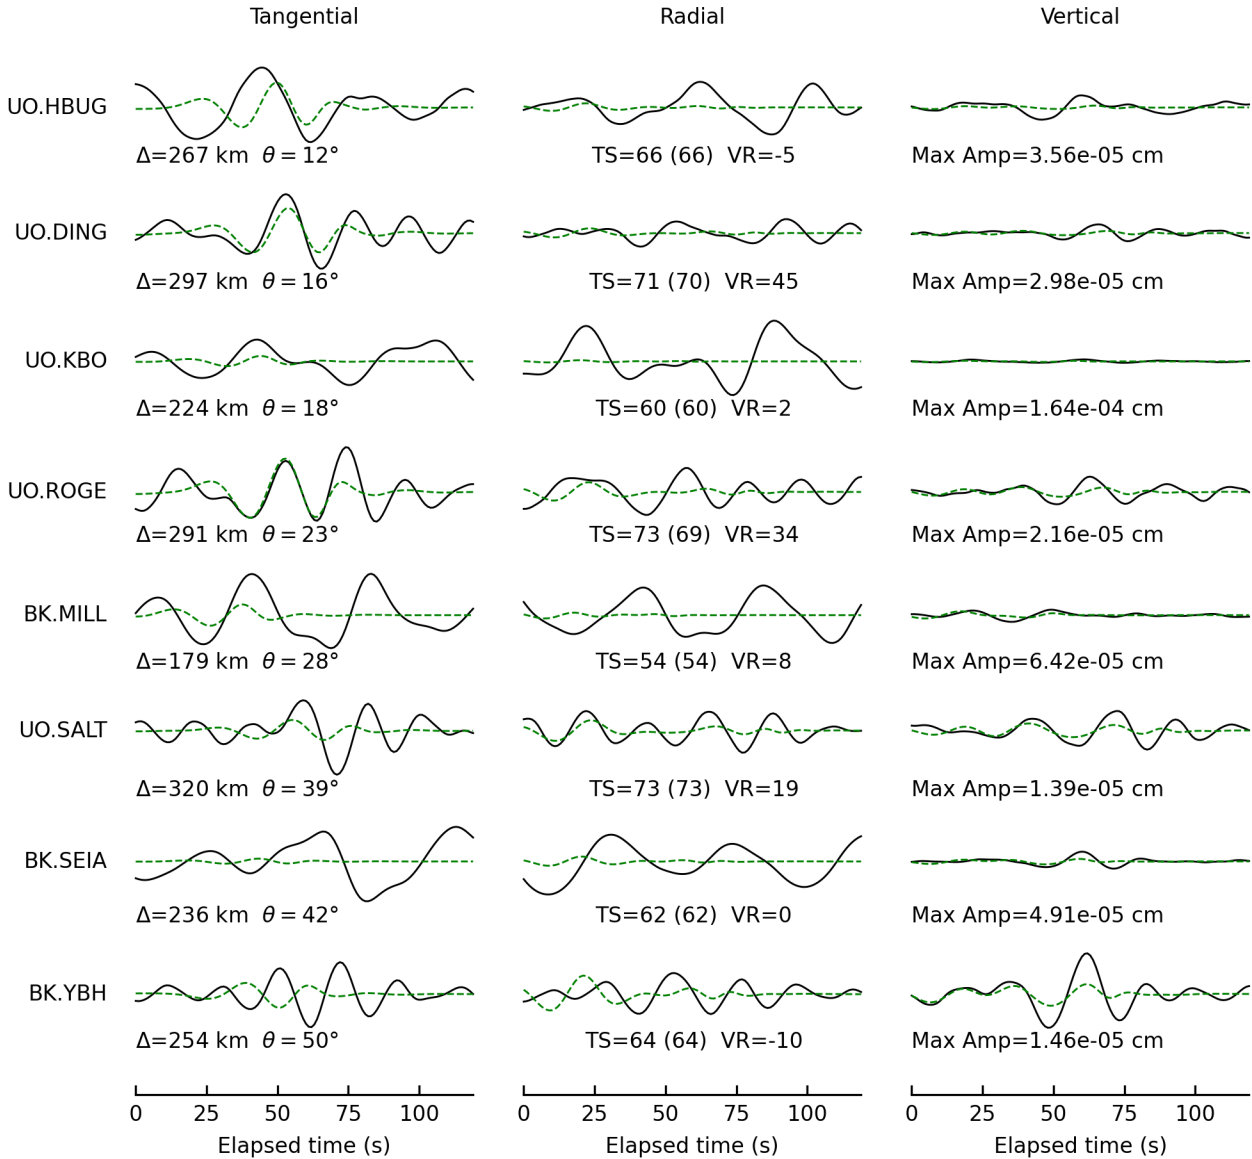 Tangential Radial Vertical
UO.HBUG
Δ=267 km θ = 12° TS=66 (66) VR=-5 Max Amp=3.56e-05 cm
UO.DING
Δ=297 km θ = 16° TS=71 (70) VR=45 Max Amp=2.98e-05 cm
UO.KBO
Δ=224 km θ = 18° TS=60 (60) VR=2 Max Amp=1.64e-04 cm
UO.ROGE
Δ=291 km θ = 23° TS=73 (69) VR=34 Max Amp=2.16e-05 cm
BK.MILL
Δ=179 km θ = 28° TS=54 (54) VR=8 Max Amp=6.42e-05 cm
UO.SALT
Δ=320 km θ = 39° TS=73 (73) VR=19 Max Amp=1.39e-05 cm
BK.SEIA
Δ=236 km θ = 42° TS=62 (62) VR=0 Max Amp=4.91e-05 cm
BK.YBH
Δ=254 km θ = 50° TS=64 (64) VR=-10 Max Amp=1.46e-05 cm
0 25 50 75 100 0 25 50 75 100 0 25 50 75 100
Elapsed time (s) Elapsed time (s) Elapsed time (s)